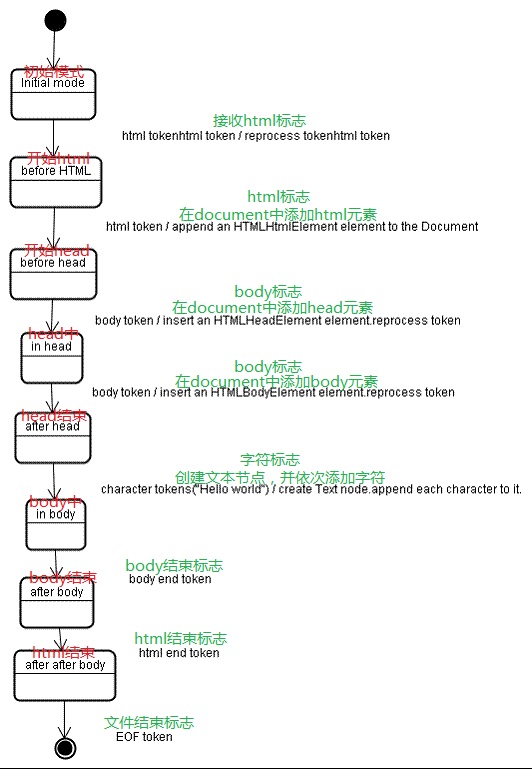 初始模式
Initial mode
接收html标志
html tokenhtml token / reprocess tokenhtml token
开始html
before HTML
html标志
在document中添加html元素
html token / append an HTMLHtmlElement element to the Document
开始head
before head
body标志
在document中添加head元素
body token / insert an HTMLHeadElement element.reprocess token
head中
in head
body标志
在document中添加body元素
body token / insert an HTMLBodyElement element.reprocess token
head结束
after head
字符标志
创建文本节点，并依次添加字符
character tokens("Hello world") / create Text node.append each character to it.
body中
in body
body结束标志
body end token
body结束
after body
html结束标志
html end token
html结束
after after body
文件结束标志
EOF token